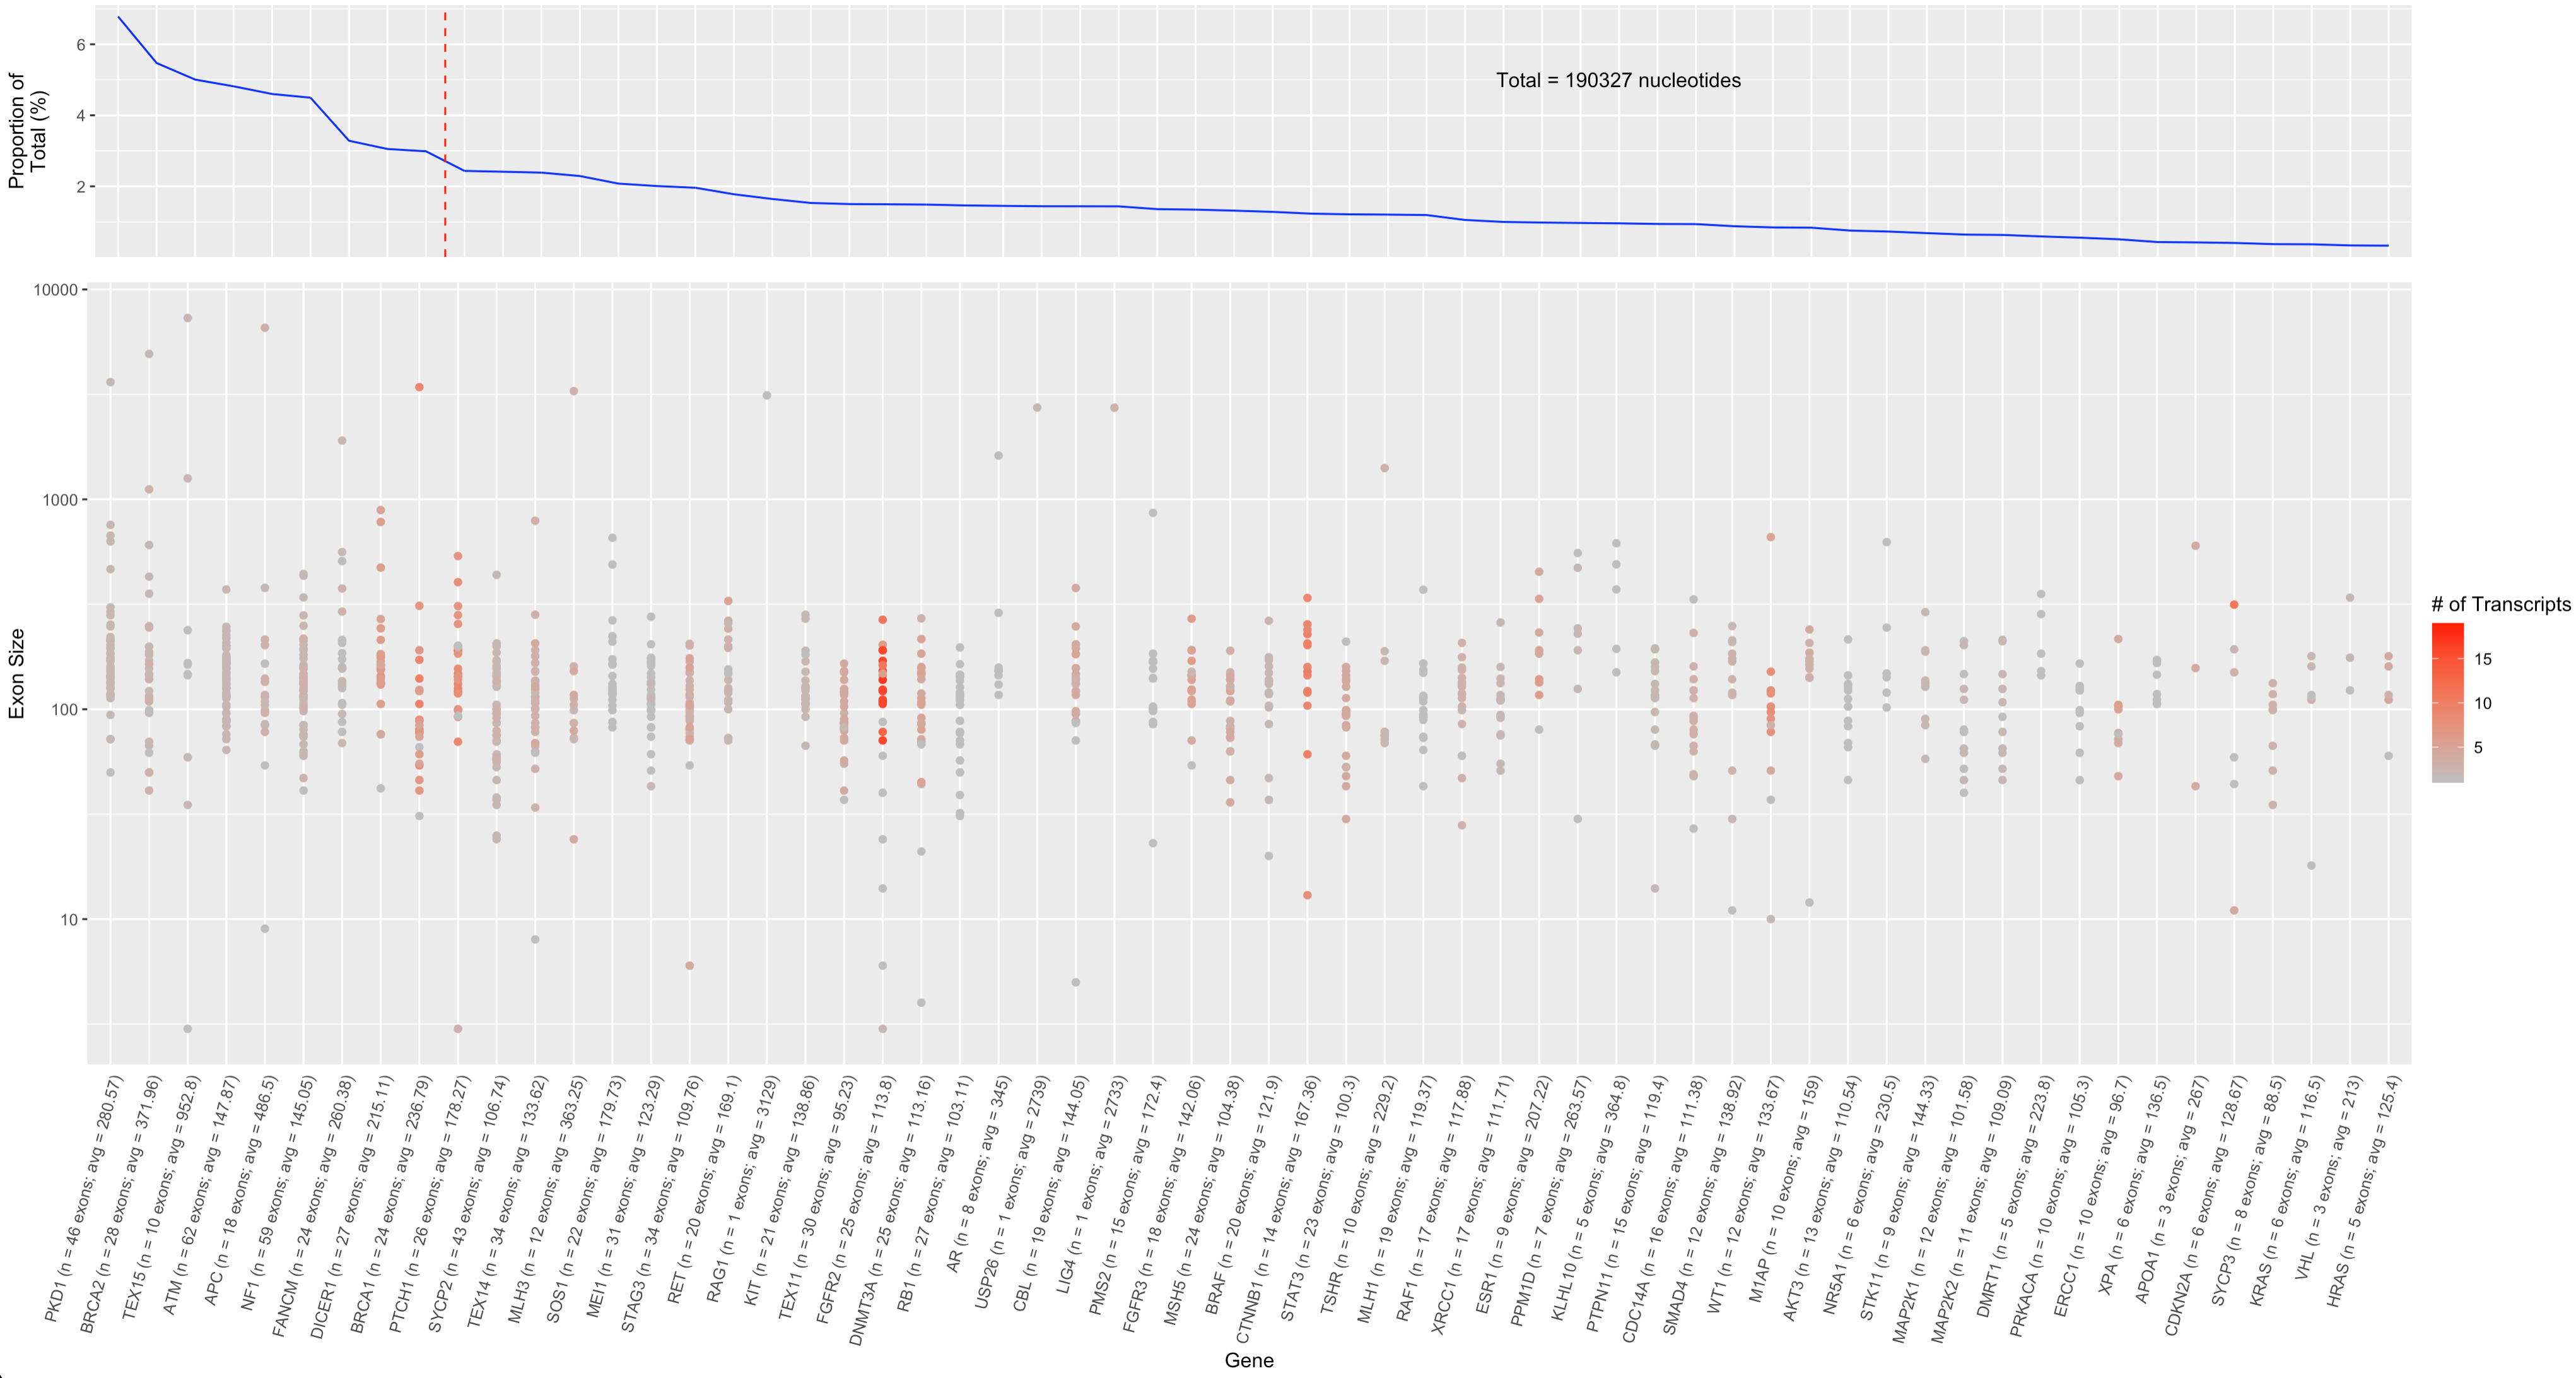 Proportion of
Total (%)
6
4
2
Total = 190327 nucleotides
Exon Size
10000
1000
100
10
# of Transcripts
15
10
5
PKD1 (n = 46 exons; avg = 280.57)
BRCA2 (n = 28 exons; avg = 371.96)
TEX15 (n = 10 exons; avg = 952.8)
ATM (n = 62 exons; avg = 147.87)
APC (n = 18 exons; avg = 486.5)
NF1 (n = 59 exons; avg = 145.05)
FANCM (n = 24 exons; avg = 260.38)
DICER1 (n = 27 exons; avg = 215.11)
BRCA1 (n = 24 exons; avg = 236.79)
PTCH1 (n = 26 exons; avg = 178.27)
SYCP2 (n = 43 exons; avg = 106.74)
TEX14 (n = 34 exons; avg = 133.62)
MLH3 (n = 12 exons; avg = 363.25)
SOS1 (n = 22 exons; avg = 179.73)
MEI1 (n = 31 exons; avg = 123.29)
STAG3 (n = 34 exons; avg = 109.76)
RET (n = 20 exons; avg = 169.1)
RAG1 (n = 1 exons; avg = 3129)
KIT (n = 21 exons; avg = 138.86)
TEX11 (n = 30 exons; avg = 95.23)
FGFR2 (n = 25 exons; avg = 113.8)
DNMT3A (n = 25 exons; avg = 113.16)
RB1 (n = 27 exons; avg = 103.11)
AR (n = 8 exons; avg = 345)
USP26 (n = 1 exons; avg = 2739)
CBL (n = 19 exons; avg = 144.05)
LIG4 (n = 1 exons; avg = 2733)
PMS2 (n = 15 exons; avg = 172.4)
FGFR3 (n = 18 exons; avg = 142.06)
MSH5 (n = 24 exons; avg = 104.38)
BRAF (n = 20 exons; avg = 121.9)
CTNNB1 (n = 14 exons; avg = 167.36)
STAT3 (n = 23 exons; avg = 100.3)
TSHR (n = 10 exons; avg = 229.2)
MLH1 (n = 19 exons; avg = 119.37)
RAF1 (n = 17 exons; avg = 117.88)
XRCC1 (n = 17 exons; avg = 111.71)
ESR1 (n = 9 exons; avg = 207.22)
PPM1D (n = 7 exons; avg = 263.57)
KLHL10 (n = 5 exons; avg = 364.8)
PTPN11 (n = 15 exons; avg = 119.4)
CDC14A (n = 16 exons; avg = 111.38)
SMAD4 (n = 12 exons; avg = 138.92)
WT1 (n = 12 exons; avg = 133.67)
M1AP (n = 10 exons; avg = 159)
AKT3 (n = 13 exons; avg = 110.54)
NR5A1 (n = 6 exons; avg = 230.5)
STK11 (n = 9 exons; avg = 144.33)
MAP2K1 (n = 12 exons; avg = 101.58)
MAP2K2 (n = 11 exons; avg = 109.09)
DMRT1 (n = 5 exons; avg = 223.8)
PRKACA (n = 10 exons; avg = 105.3)
ERCC1 (n = 10 exons; avg = 96.7)
XPA (n = 6 exons; avg = 136.5)
APOA1 (n = 3 exons; avg = 267)
CDKN2A (n = 6 exons; avg = 128.67)
SYCP3 (n = 8 exons; avg = 88.5)
KRAS (n = 6 exons; avg = 116.5)
VHL (n = 3 exons; avg = 213)
HRAS (n = 5 exons; avg = 125.4)
Gene